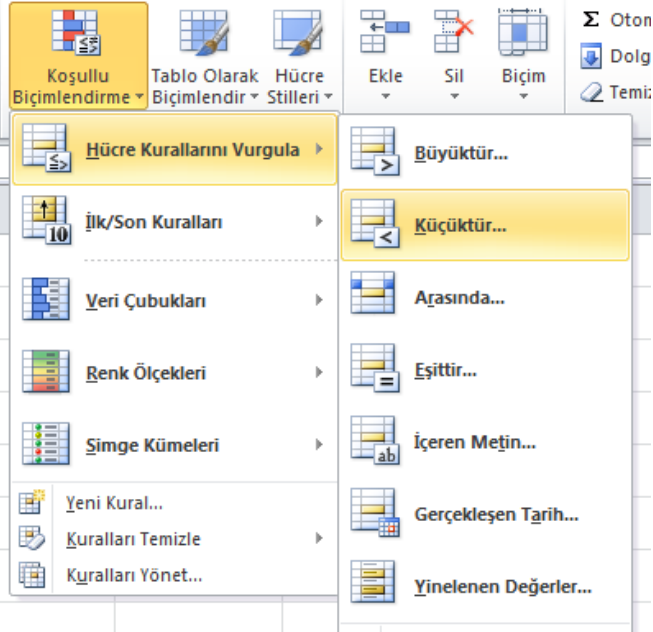 Koşullu
Biçimlendirme
Tablo Olarak
Biçimlendir
Hücre
Stilleri
Ekle
Sil
Biçim
Σ Otom
Dolg
Temiz
Hücre Kurallarını Vurgula
İlk/Son Kuralları
10
Veri Çubukları
Renk Ölçekleri
Simge Kümeleri
Yeni Kural...
Kuralları Temizle
Kuralları Yönet...
Büyüktür...
>
Küçüktür...
<
Arasında...
Eşittir...
=
İçeren Metin...
ab
Gerçekleşen Tarih...
Yinelenen Değerler...